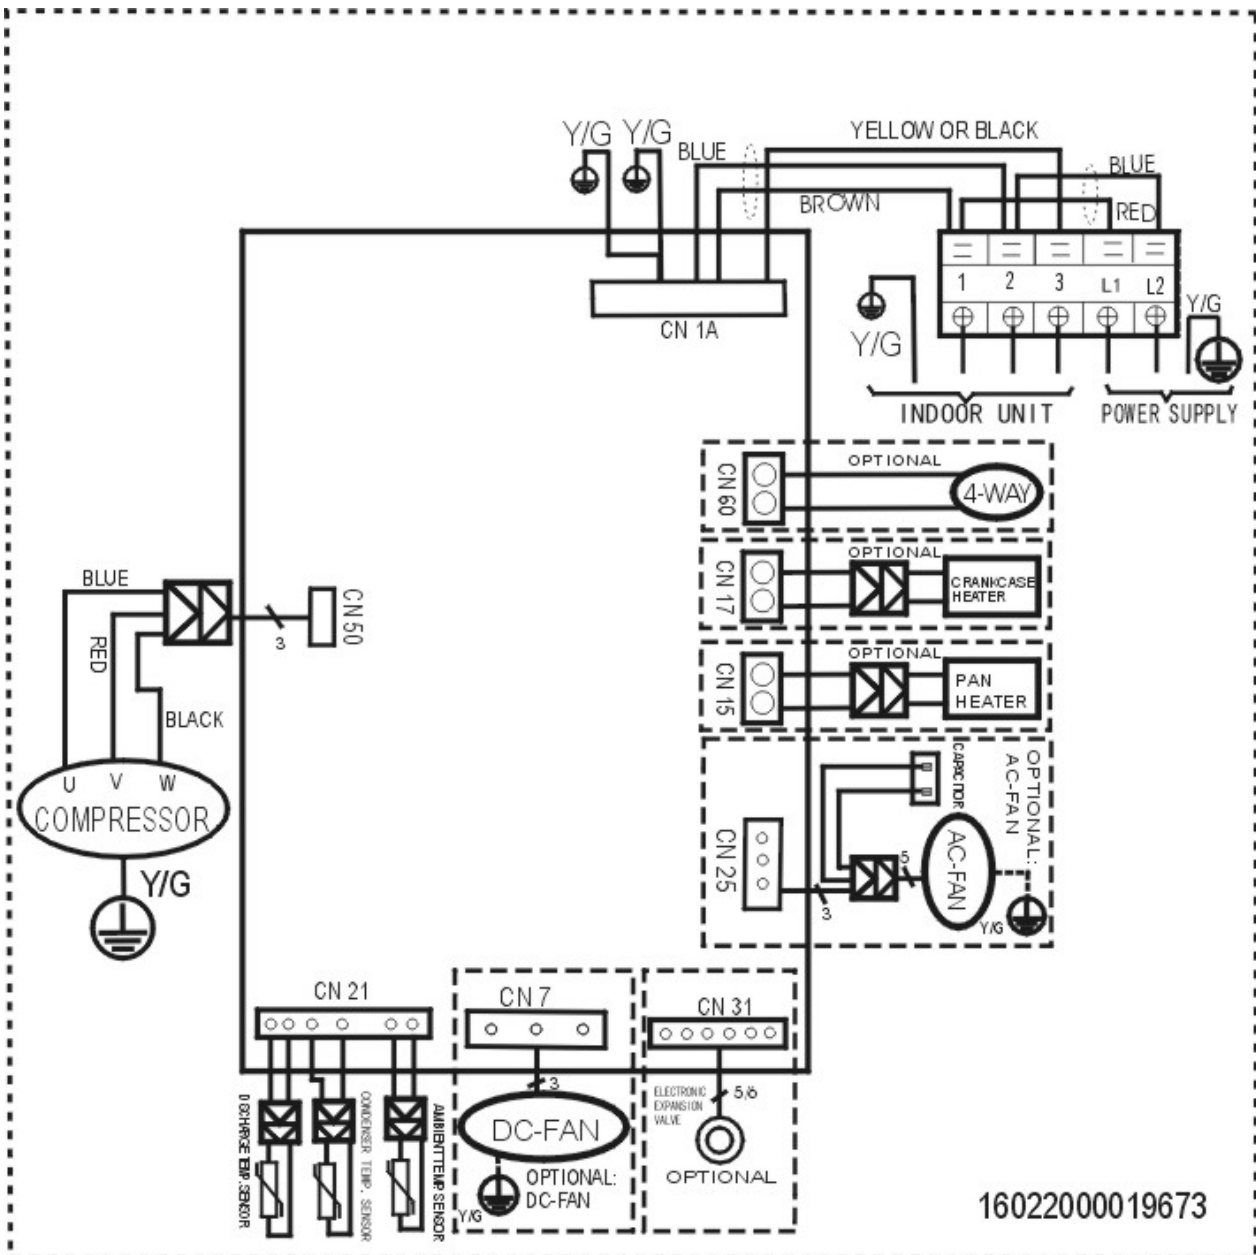 Y/G Y/G
BLUE
YELLOW OR BLACK
BROWN
BLUE
RED
1 2 3 L1 L2
CN 1A
Y/G
Y/G
INDOOR UNIT
POWER SUPPLY
CN 60
OPTIONAL
4-WAY
CN 17
OPTIONAL
CRANKCASE
HEATER
CN 15
OPTIONAL
PAN
HEATER
BLUE
RED
BLACK
3
CN 50
U V W
COMPRESSOR
Y/G
CN 25
3
5
CAPACITOR
AC-FAN
OPTIONAL:
AC-FAN
Y/G
CN 21
DISCHARGE TEMP.SENSOR
CONDENSER TEMP. SENSOR
AMBIENT TEMP.SENSOR
CN 7
3
DC-FAN
OPTIONAL:
DC-FAN
Y/G
CN 31
ELECTRONIC
EXPANSION
VALVE
5,6
OPTIONAL
16022000019673